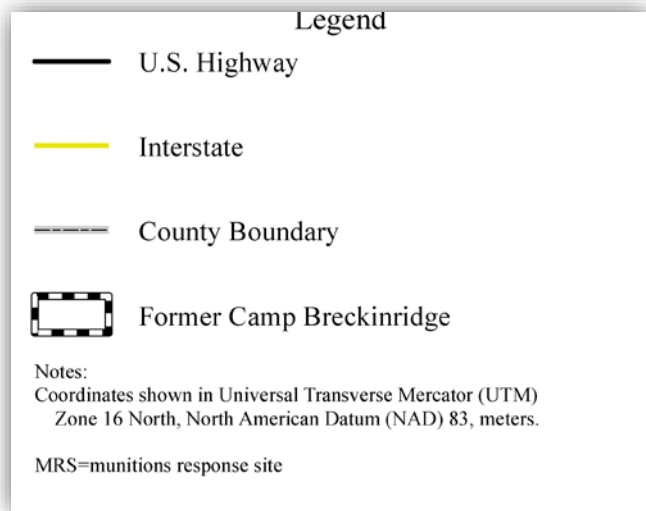 Legend
U.S. Highway
Interstate
County Boundary
Former Camp Breckinridge
Notes:
Coordinates shown in Universal Transverse Mercator (UTM)
Zone 16 North, North American Datum (NAD) 83, meters.
MRS=munitions response site